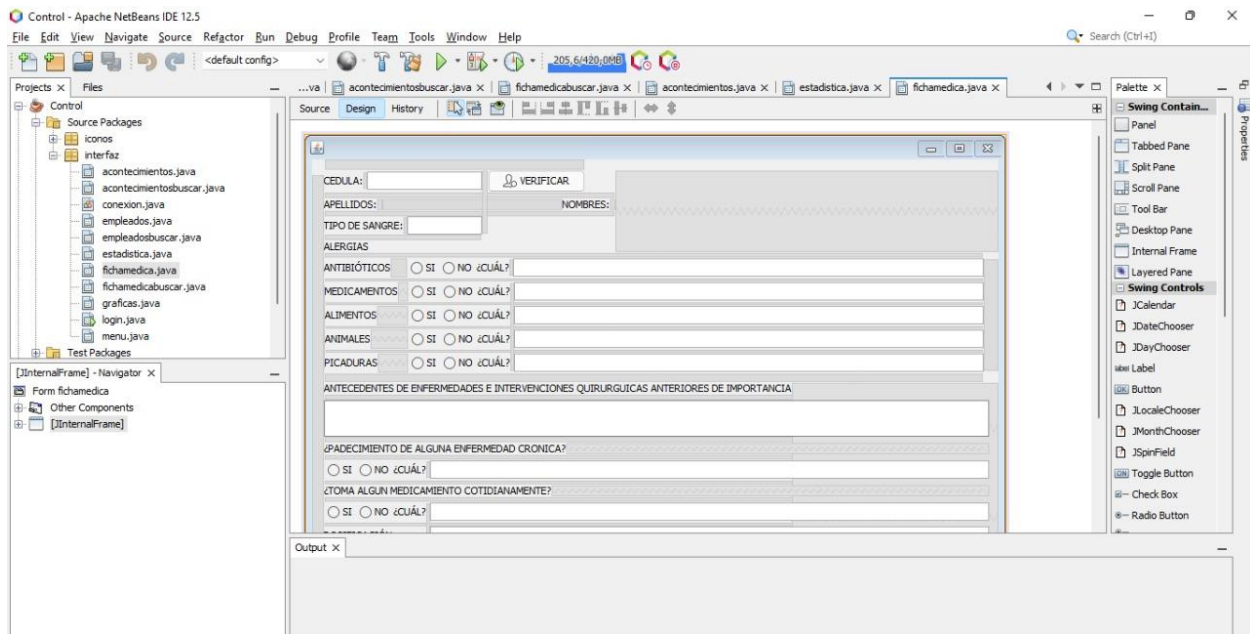 Control - Apache NetBeans IDE 12.5
File Edit View Navigate Source Refactor Run Debug Profile Team Tools Window Help
Search (Ctrl+I)
<default config>
205,6/420,0MB
Projects
Files
Control
Source Packages
iconos
interfaz
acontecimientos.java
acontecimientosbuscar.java
conexion.java
empleados.java
empleadosbuscar.java
estadistica.java
fichamedica.java
fichamedicabuscar.java
graficas.java
login.java
menu.java
Test Packages
[JInternalFrame] - Navigator
Form fichamedica
Other Components
[JInternalFrame]
...va acontecimientosbuscar.java fichamedicabuscar.java acontecimientos.java estadistica.java fichamedica.java
Source Design History
CEDULA: VERIFICAR
APELLIDOS: NOMBRES:
TIPO DE SANGRE:
ALERGIAS
ANTIBIÓTICOS SI NO ¿CUÁL?
MEDICAMENTOS SI NO ¿CUÁL?
ALIMENTOS SI NO ¿CUÁL?
ANIMALES SI NO ¿CUÁL?
PICADURAS SI NO ¿CUÁL?
ANTECEDENTES DE ENFERMEDADES E INTERVENCIONES QUIRURGUICAS ANTERIORES DE IMPORTANCIA
¿PADECIMIENTO DE ALGUNA ENFERMEDAD CRONICA?
SI NO ¿CUÁL?
¿TOMA ALGUN MEDICAMIENTO COTIDIANAMENTE?
SI NO ¿CUÁL?
Output
Palette
Swing Contain...
Panel
Tabbed Pane
Split Pane
Scroll Pane
Tool Bar
Desktop Pane
Internal Frame
Layered Pane
Swing Controls
JCalendar
JDateChooser
JDayChooser
label Label
OK Button
JLocaleChooser
JMonthChooser
JSpinField
ON Toggle Button
Check Box
Radio Button
Properties